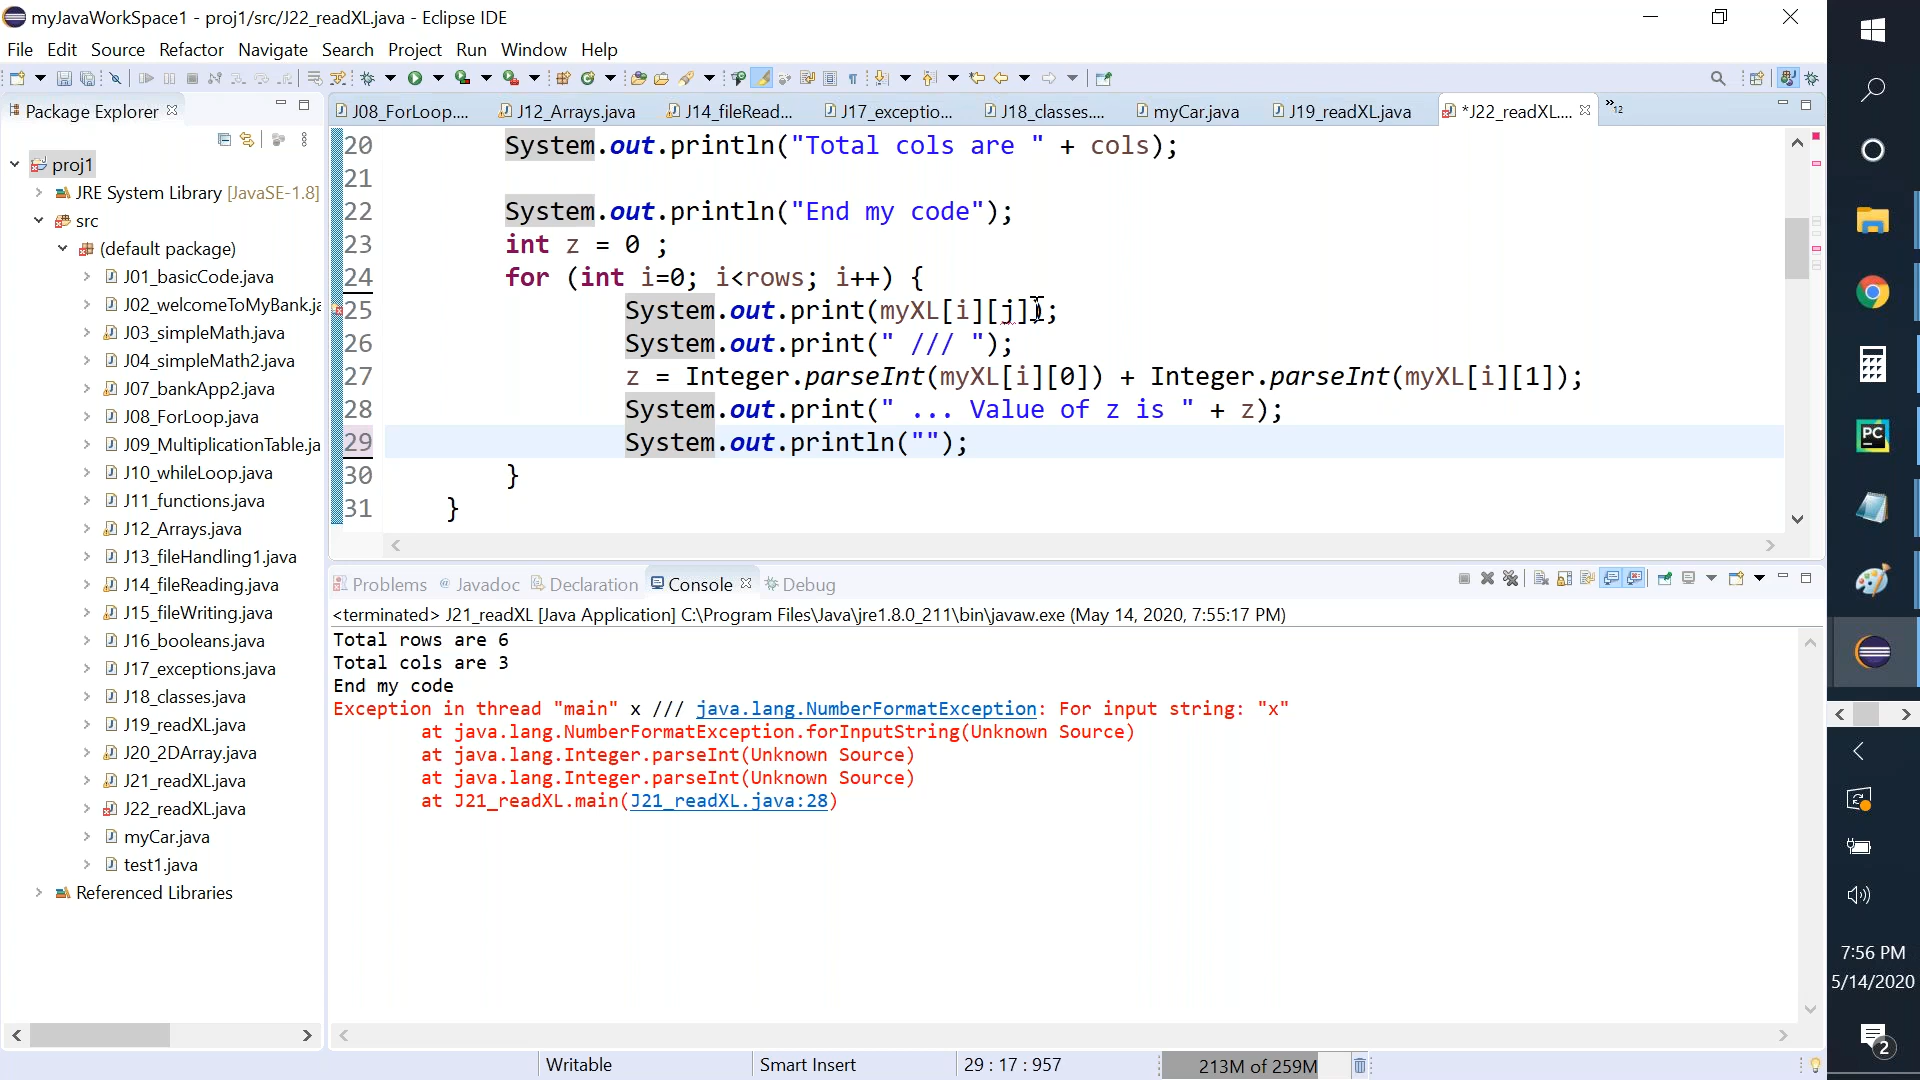 myJavaWorkSpace1 - proj1/src/J22_readXL.java - Eclipse IDE
File Edit Source Refactor Navigate Search Project Run Window Help
Package Explorer
J08_ForLoop....
J12_Arrays.java
J14_fileRead...
J17_exceptio...
J18_classes....
myCar.java
J19_readXL.java
*J22_readXL....
»12
proj1
JRE System Library [JavaSE-1.8]
src
(default package)
J01_basicCode.java
J02_welcomeToMyBank.ja
J03_simpleMath.java
J04_simpleMath2.java
J07_bankApp2.java
J08_ForLoop.java
J09_MultiplicationTable.ja
J10_whileLoop.java
J11_functions.java
J12_Arrays.java
J13_fileHandling1.java
J14_fileReading.java
J15_fileWriting.java
J16_booleans.java
J17_exceptions.java
J18_classes.java
J19_readXL.java
J20_2DArray.java
J21_readXL.java
J22_readXL.java
myCar.java
test1.java
Referenced Libraries
20 System.out.println("Total cols are " + cols);
21
22 System.out.println("End my code");
23 int z = 0 ;
24 for (int i=0; i<rows; i++) {
25 System.out.print(myXL[i][j]);
26 System.out.print(" /// ");
27 z = Integer.parseInt(myXL[i][0]) + Integer.parseInt(myXL[i][1]);
28 System.out.print(" ... Value of z is " + z);
29 System.out.println("");
30 }
31 }
Problems Javadoc Declaration Console Debug
<terminated> J21_readXL [Java Application] C:\Program Files\Java\jre1.8.0_211\bin\javaw.exe (May 14, 2020, 7:55:17 PM)
Total rows are 6
Total cols are 3
End my code
Exception in thread "main" x /// java.lang.NumberFormatException: For input string: "x"
at java.lang.NumberFormatException.forInputString(Unknown Source)
at java.lang.Integer.parseInt(Unknown Source)
at java.lang.Integer.parseInt(Unknown Source)
at J21_readXL.main(J21_readXL.java:28)
Writable
Smart Insert
29 : 17 : 957
213M of 259M
PC
7:56 PM
5/14/2020
2